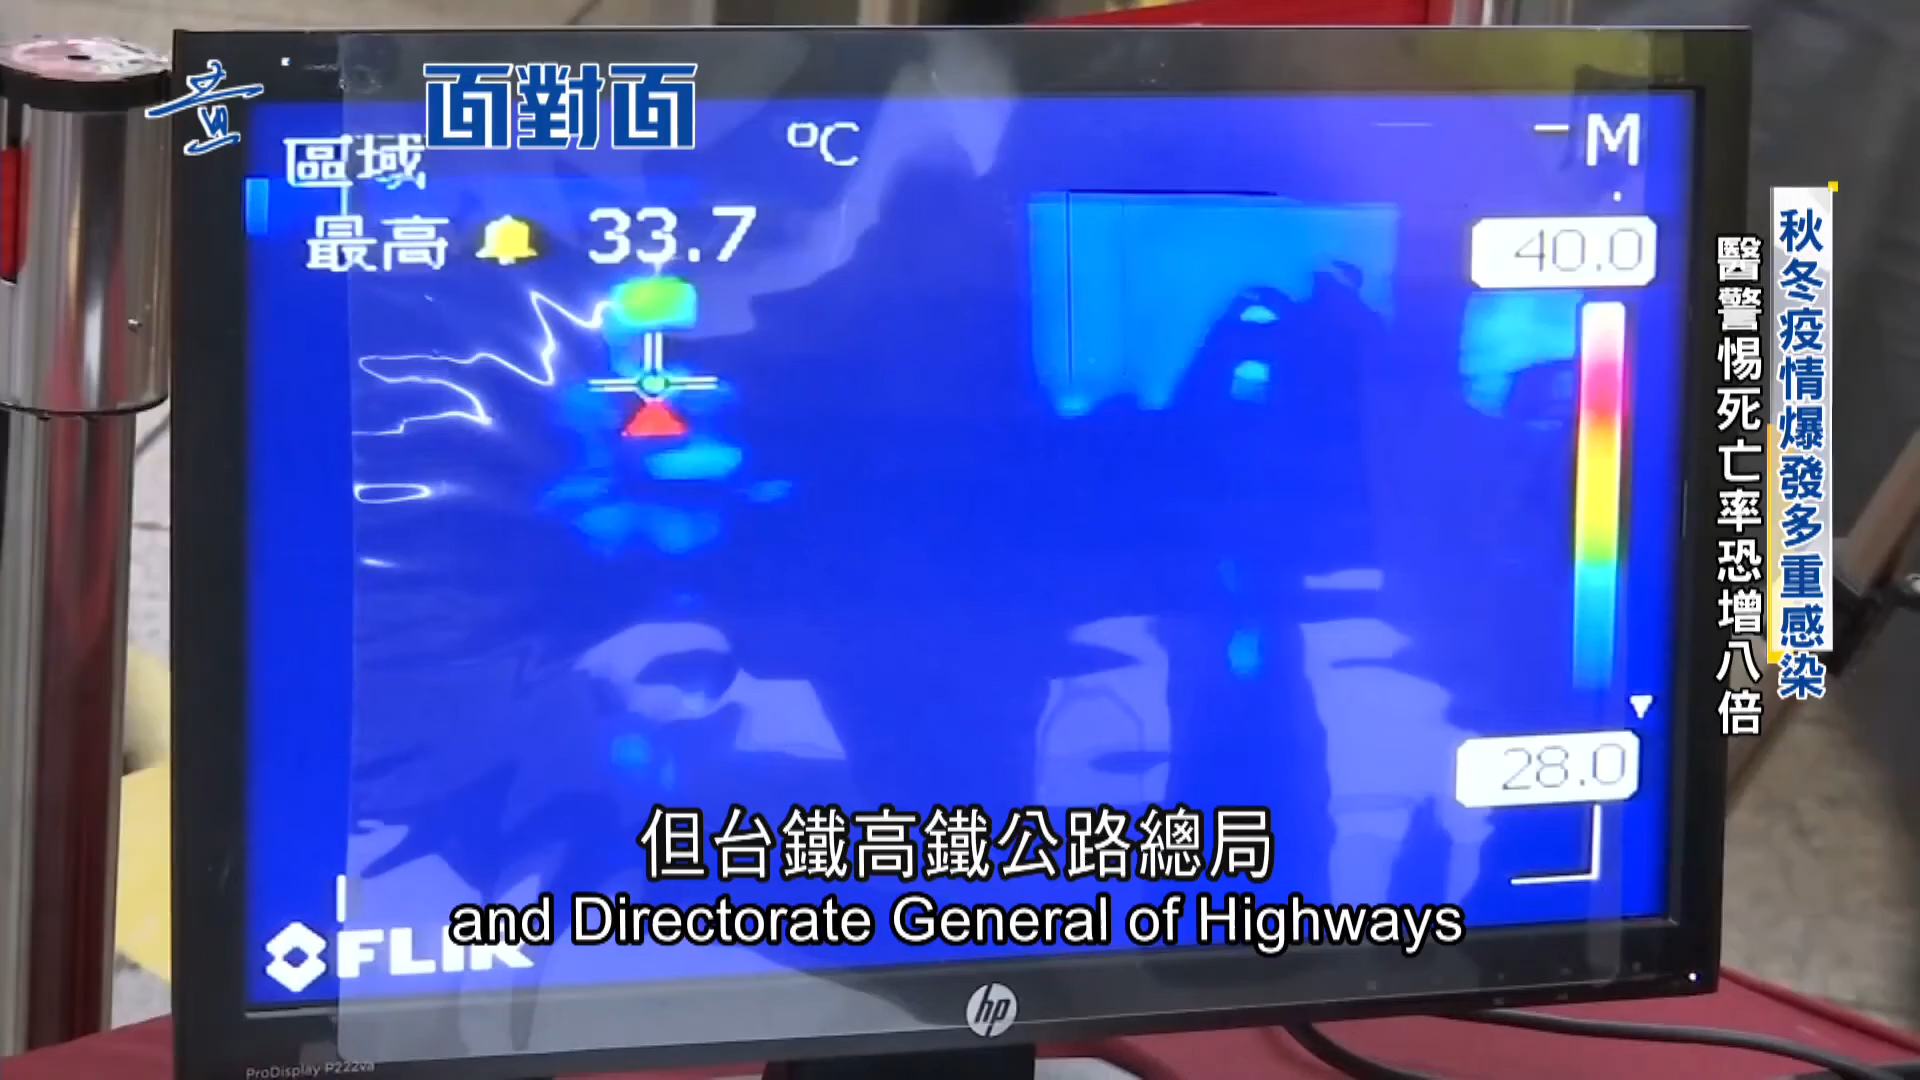 壹 面對面
區域
℃
M
最高 33.7
40.0
28.0
秋冬疫情爆發多重感染
醫警惕死亡率恐增八倍
但台鐵高鐵公路總局
and Directorate General of Highways
FLIR
hp
ProDisplay P222va